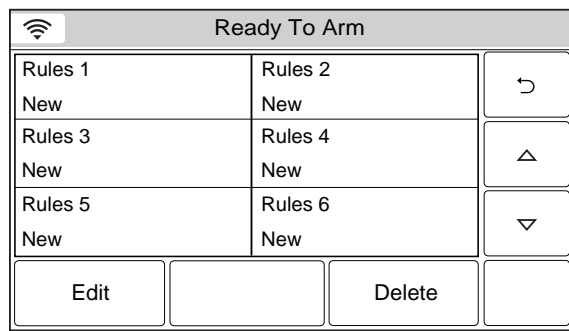 Ready To Arm
Rules 1
Rules 2
New
New
Rules 3
Rules 4
New
New
Rules 5
Rules 6
New
New
Edit
Delete